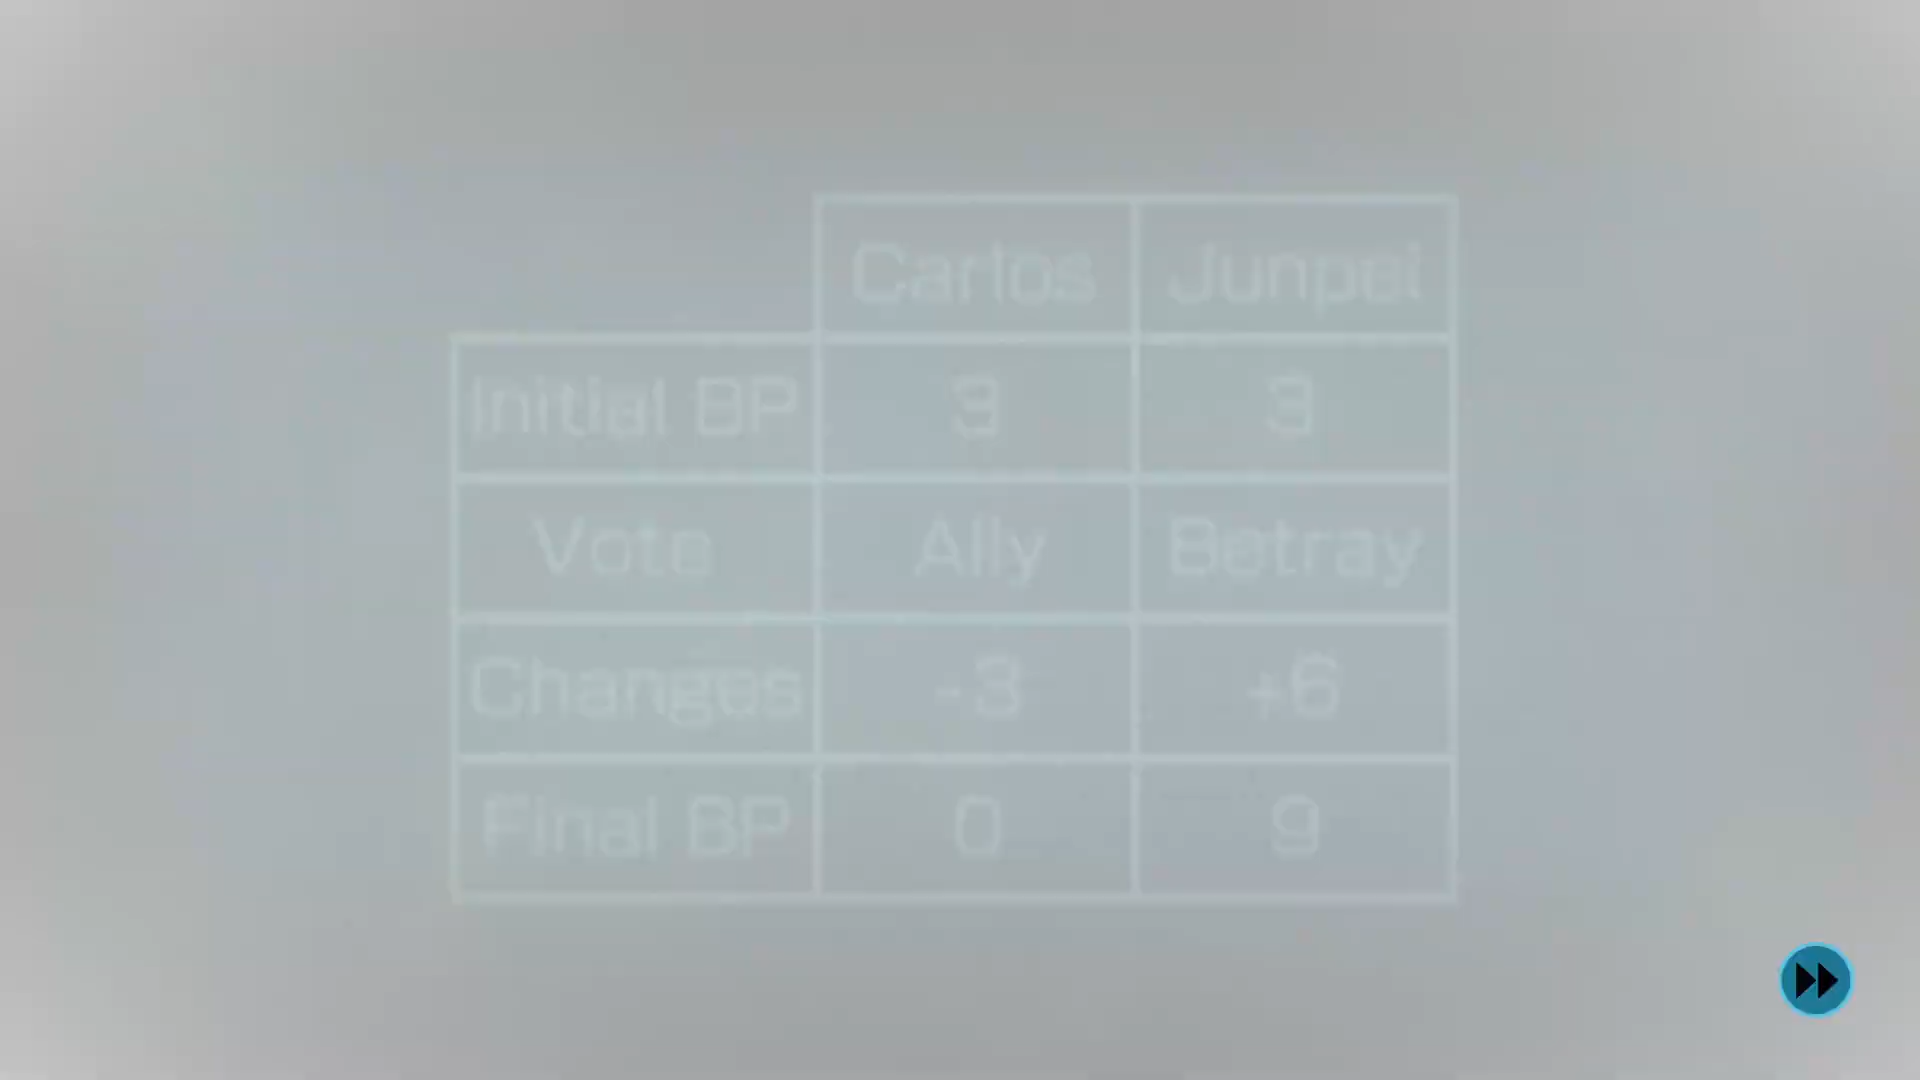 Carlos Junpei
Initial BP 3 3
Vote Ally Betray
Changes -3 +6
Final BP 0 9